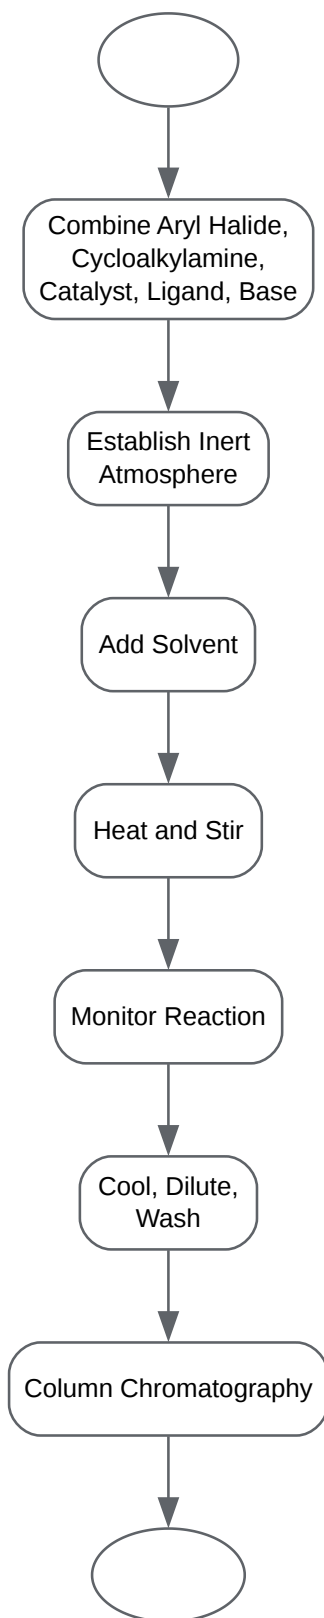 Combine Aryl Halide,
Cycloalkylamine,
Catalyst, Ligand, Base
Establish Inert
Atmosphere
Add Solvent
Heat and Stir
Monitor Reaction
Cool, Dilute,
Wash
Column Chromatography